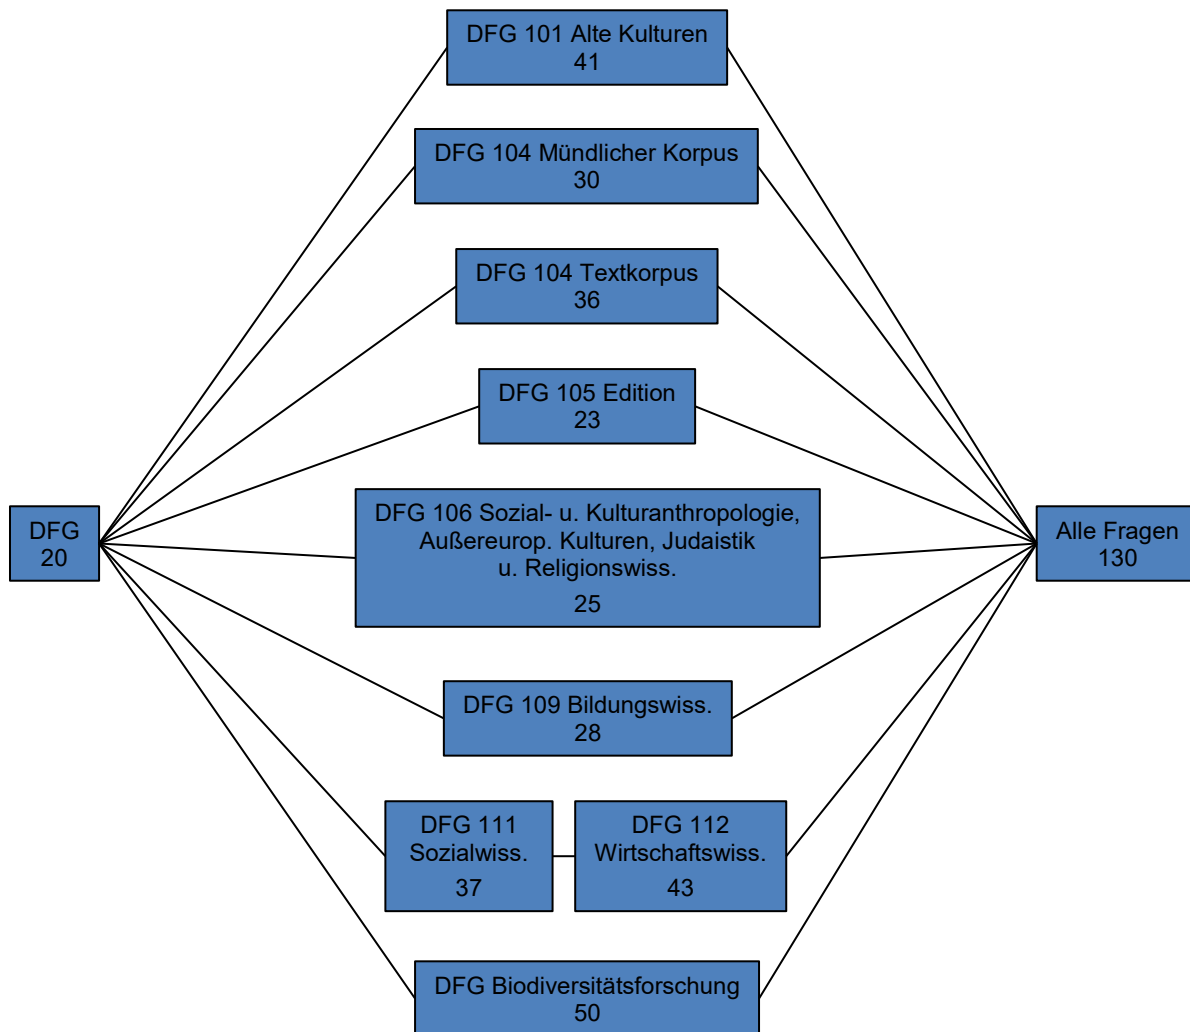 DFG 101 Alte Kulturen
41
DFG 104 Mündlicher Korpus
30
DFG 104 Textkorpus
36
DFG 105 Edition
23
DFG
20
DFG 106 Sozial- u. Kulturanthropologie,
Außereurop. Kulturen, Judaistik
u. Religionswiss.
25
Alle Fragen
130
DFG 109 Bildungswiss.
28
DFG 111
Sozialwiss.
37
DFG 112
Wirtschaftswiss.
43
DFG Biodiversitätsforschung
50